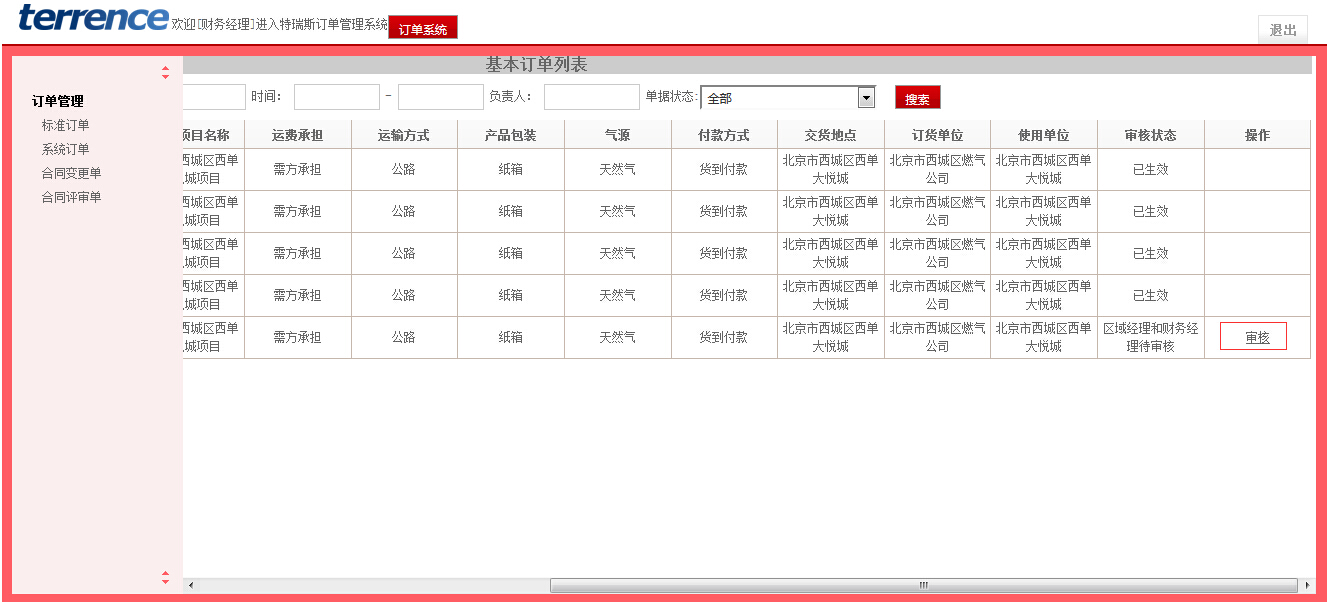 terrence 欢迎[财务经理]进入特瑞斯订单管理系统 订单系统 退出
基本订单列表
订单管理
标准订单
系统订单
合同变更单
合同评审单
时间: - 负责人: 单据状态: 全部 搜索
项目名称 运费承担 运输方式 产品包装 气源 付款方式 交货地点 订货单位 使用单位 审核状态 操作
西城区西单 需方承担 公路 纸箱 天然气 货到付款 北京市西城区西单 北京市西城区燃气 北京市西城区西单 已生效
城项目 大悦城 公司 大悦城
西城区西单 需方承担 公路 纸箱 天然气 货到付款 北京市西城区西单 北京市西城区燃气 北京市西城区西单 已生效
城项目 大悦城 公司 大悦城
西城区西单 需方承担 公路 纸箱 天然气 货到付款 北京市西城区西单 北京市西城区燃气 北京市西城区西单 已生效
城项目 大悦城 公司 大悦城
西城区西单 需方承担 公路 纸箱 天然气 货到付款 北京市西城区西单 北京市西城区燃气 北京市西城区西单 已生效
城项目 大悦城 公司 大悦城
西城区西单 需方承担 公路 纸箱 天然气 货到付款 北京市西城区西单 北京市西城区燃气 北京市西城区西单 区域经理和财务经 审核
城项目 大悦城 公司 大悦城 理待审核